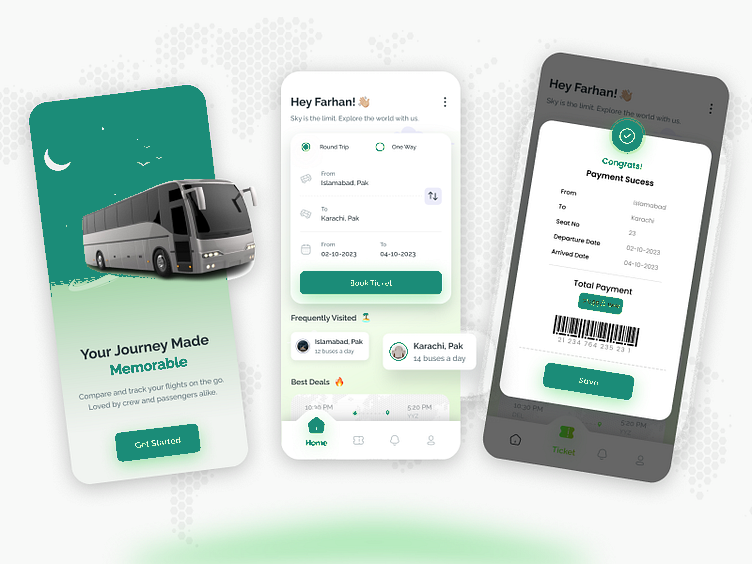 Your Journey Made
Memorable
Compare and track your flights on the go.
Loved by crew and passengers alike.
Get Started
Hey Farhan! 👋🏼
Sky is the limit. Explore the world with us.
Round Trip
One Way
From
Islamabad, Pak
To
Karachi, Pak
From
To
02-10-2023
04-10-2023
Book Ticket
Frequently Visited 🏝️
Islamabad, Pak
12 buses a day
Karachi, Pak
14 buses a day
Best Deals 🔥
10:30 PM
5:20 PM
YYZ
Home
Hey Farhan! 👋🏼
Sky is the limit. Explore the world with us.
Congrats!
Payment Sucess
From
Islamabad
To
Karachi
Seat No
23
Departure Date
02-10-2023
Arrived Date
04-10-2023
Total Payment
21 234 764 235 23 1
Save
10:30 PM
5:20 PM
YYZ
Ticket